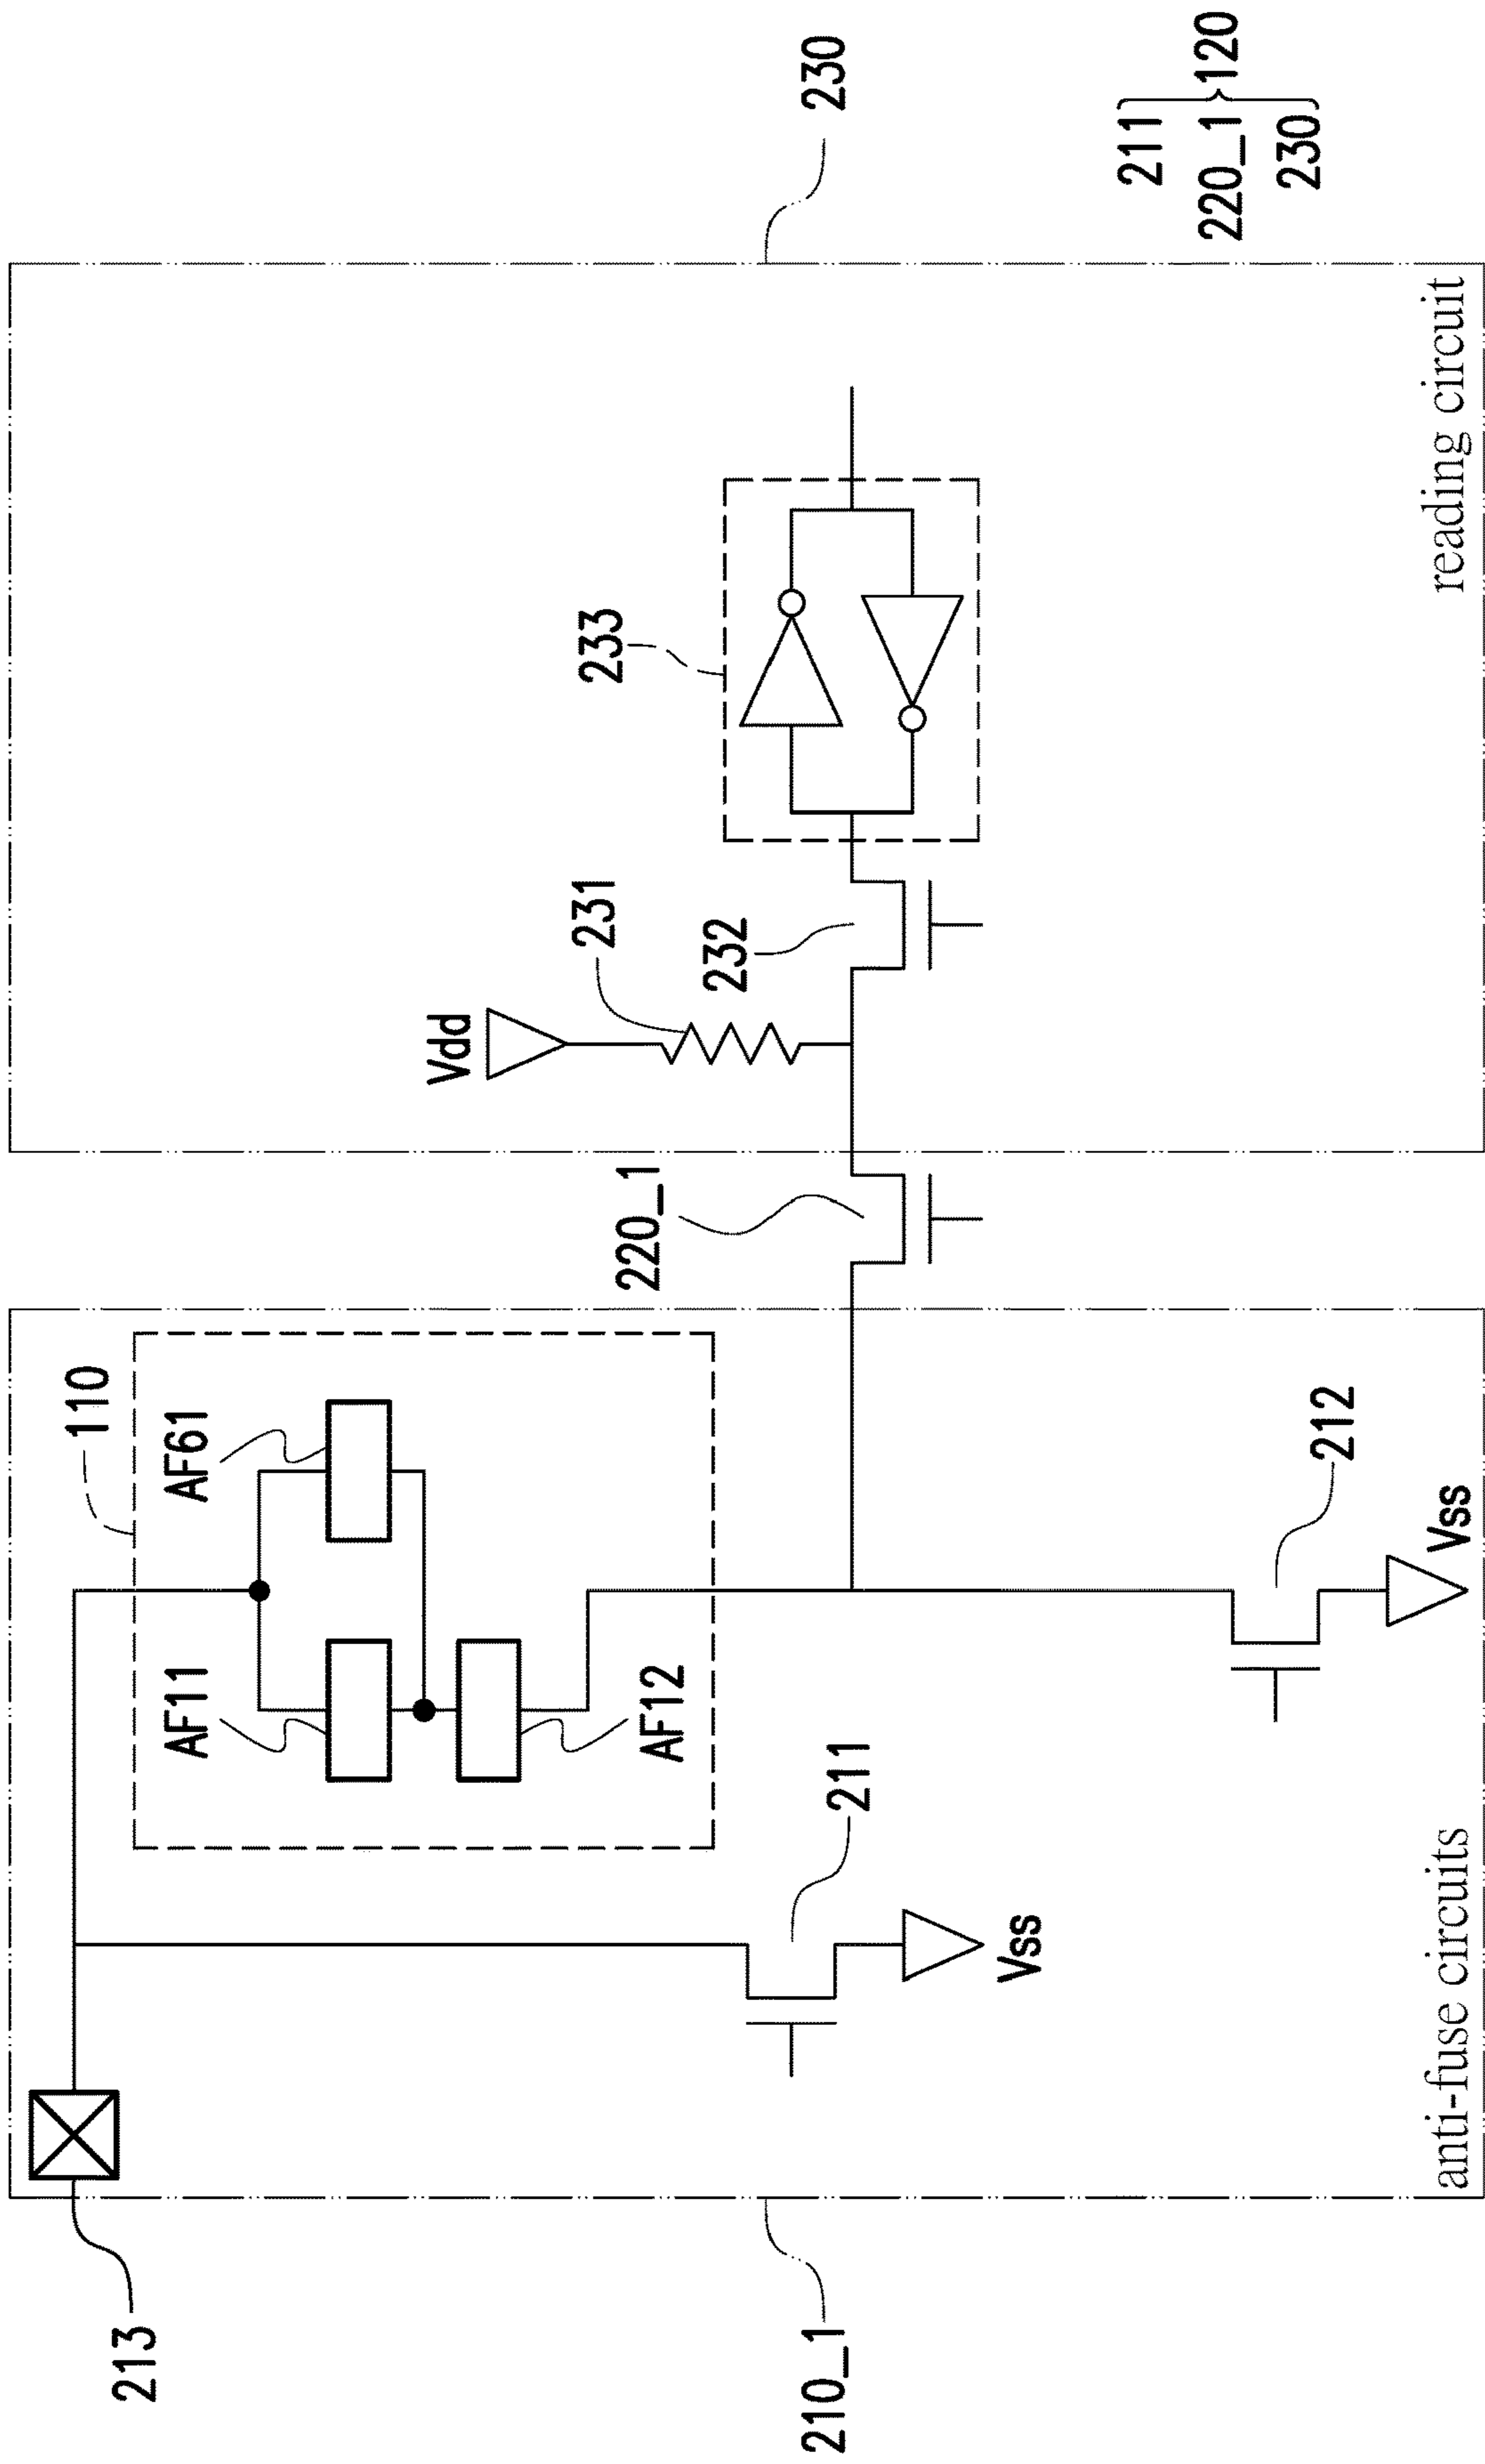 213
210_1
anti-fuse circuits
110
AF11
AF61
AF12
211
Vss
212
Vss
220_1
Vdd
231
232
233
reading circuit
230
211
220_1
230
120